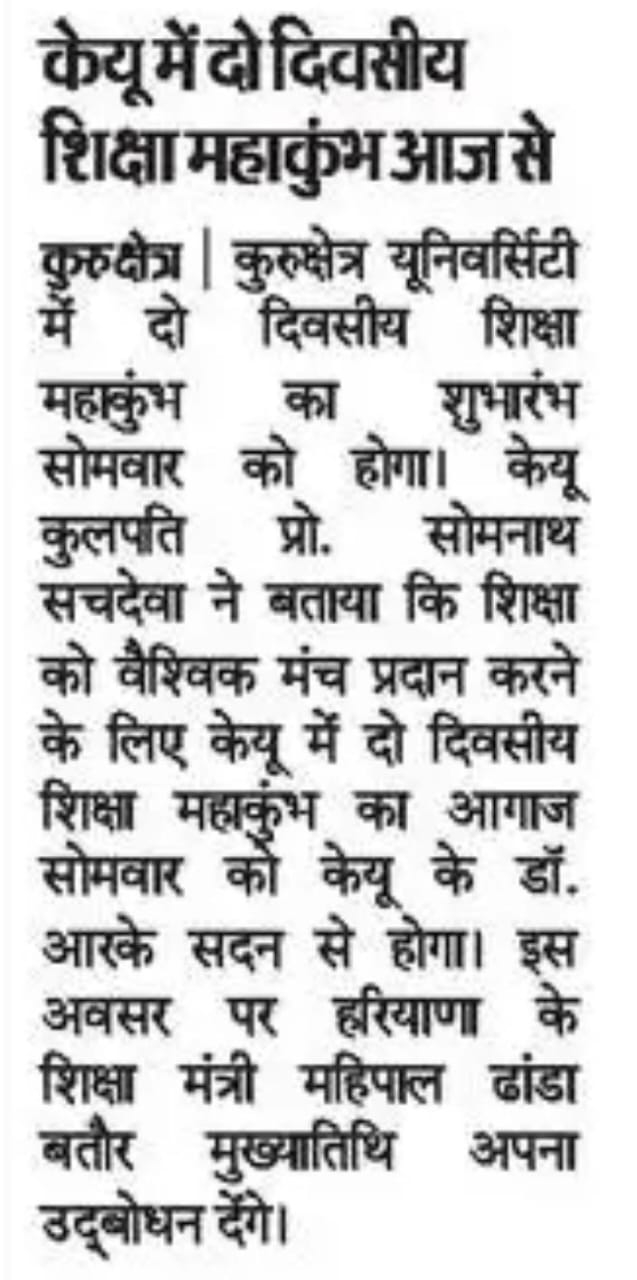 केयू में दो दिवसीय
शिक्षा महाकुंभ आज से
कुरुक्षेत्र | कुरुक्षेत्र यूनिवर्सिटी
में दो दिवसीय शिक्षा
महाकुंभ का शुभारंभ
सोमवार को होगा। केयू
कुलपति प्रो. सोमनाथ
सचदेवा ने बताया कि शिक्षा
को वैश्विक मंच प्रदान करने
के लिए केयू में दो दिवसीय
शिक्षा महाकुंभ का आगाज
सोमवार को केयू के डॉ.
आरके सदन से होगा। इस
अवसर पर हरियाणा के
शिक्षा मंत्री महिपाल ढांडा
बतौर मुख्यातिथि अपना
उद्‌बोधन देंगे।